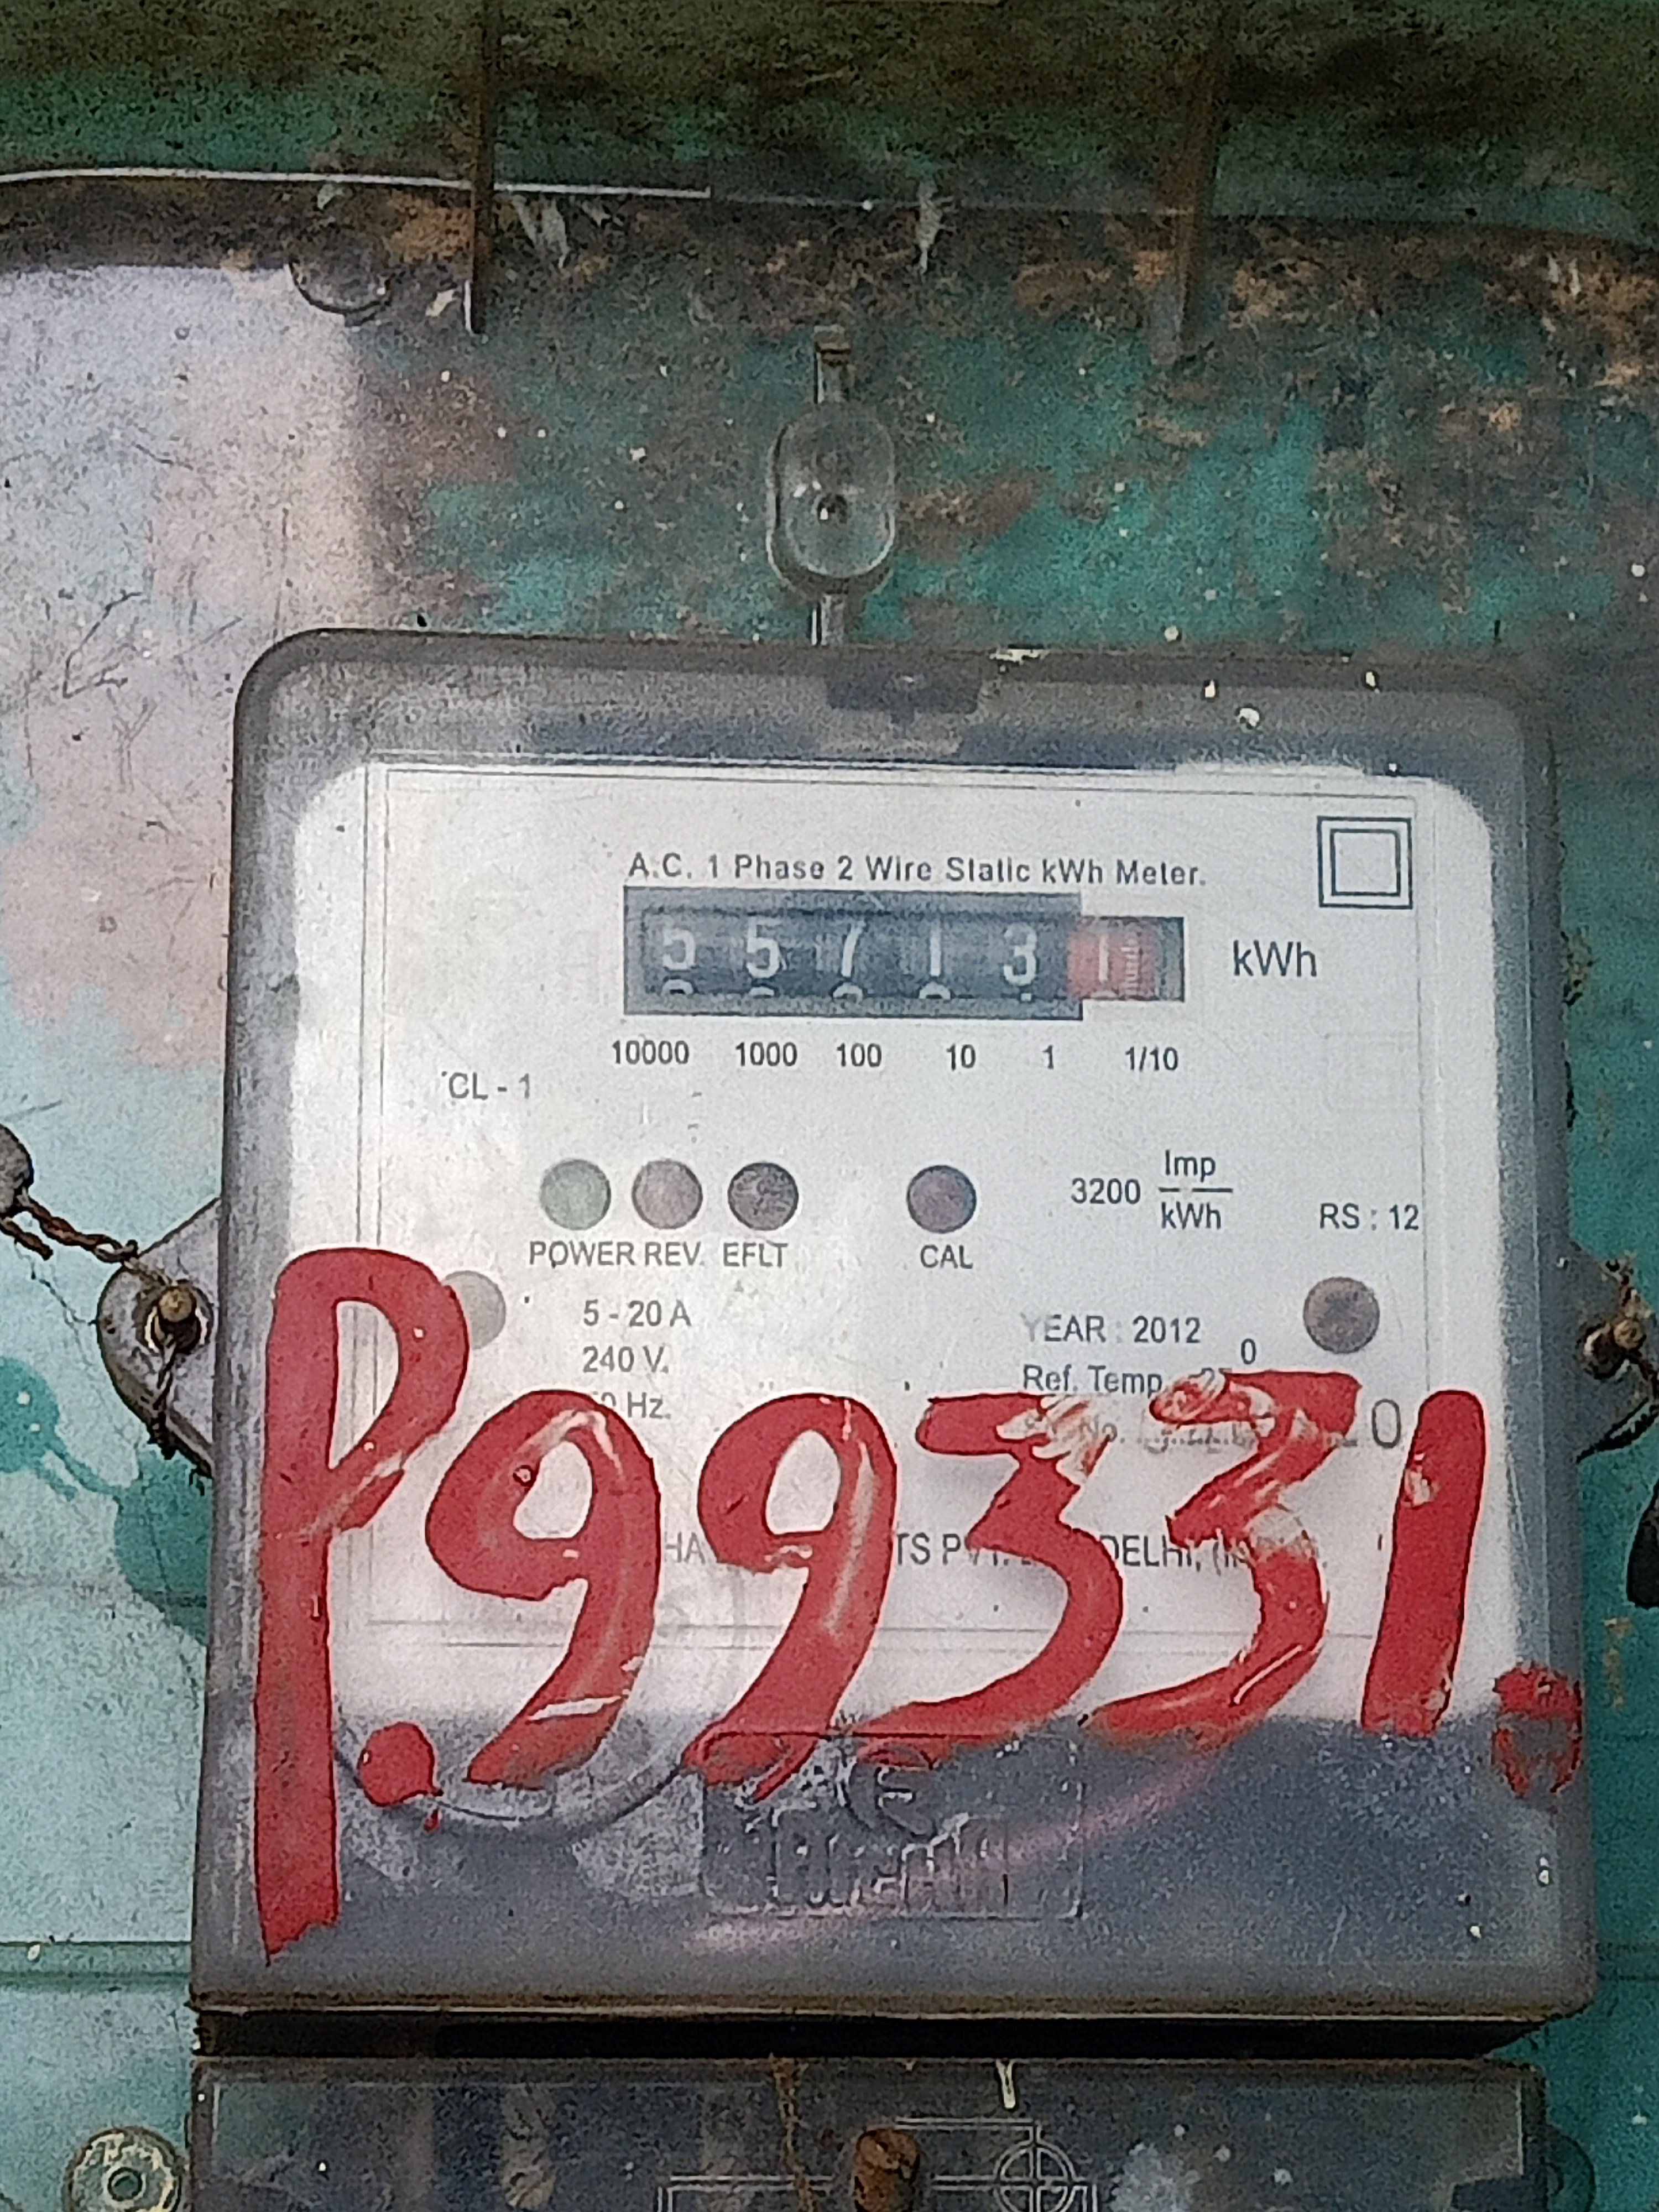 A.C. 1 Phase 2 Wire Static kWh Meter.
5 5 7 1 3 1 kWh
10000 1000 100 10 1 1/10
CL - 1
3200 Imp/kWh
RS : 12
POWER REV. EFLT CAL
5 - 20 A
240 V.
Hz.
YEAR : 2012
Ref. Temp.
P.99331.